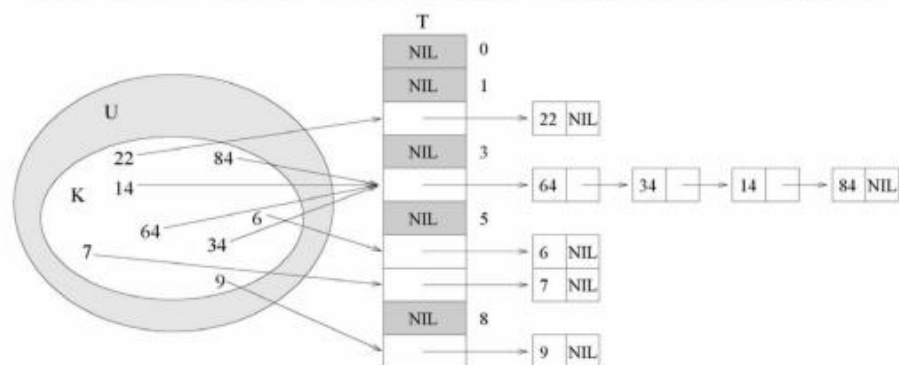 T
NIL 0
NIL 1
U
22 NIL
22 84
NIL 3
K
14
64 34 14 84 NIL
6
NIL 5
64
34
7
6 NIL
9
7 NIL
NIL 8
9 NIL